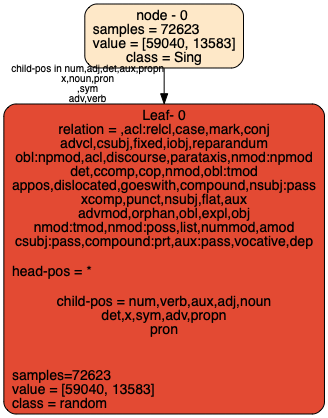 node - 0
samples = 72623
value = [59040, 13583]
class = Sing
child-pos in num,adj,det,aux,propn
x,noun,pron
,sym
adv,verb
Leaf- 0
relation = ,acl:relcl,case,mark,conj
advcl,csubj,fixed,iobj,reparandum
obl:npmod,acl,discourse,parataxis,nmod:npmod
det,ccomp,cop,nmod,obl:tmod
appos,dislocated,goeswith,compound,nsubj:pass
xcomp,punct,nsubj,flat,aux
advmod,orphan,obl,expl,obj
nmod:tmod,nmod:poss,list,nummod,amod
csubj:pass,compound:prt,aux:pass,vocative,dep
head-pos = *
child-pos = num,verb,aux,adj,noun
det,x,sym,adv,propn
pron
samples=72623
value = [59040, 13583]
class = random